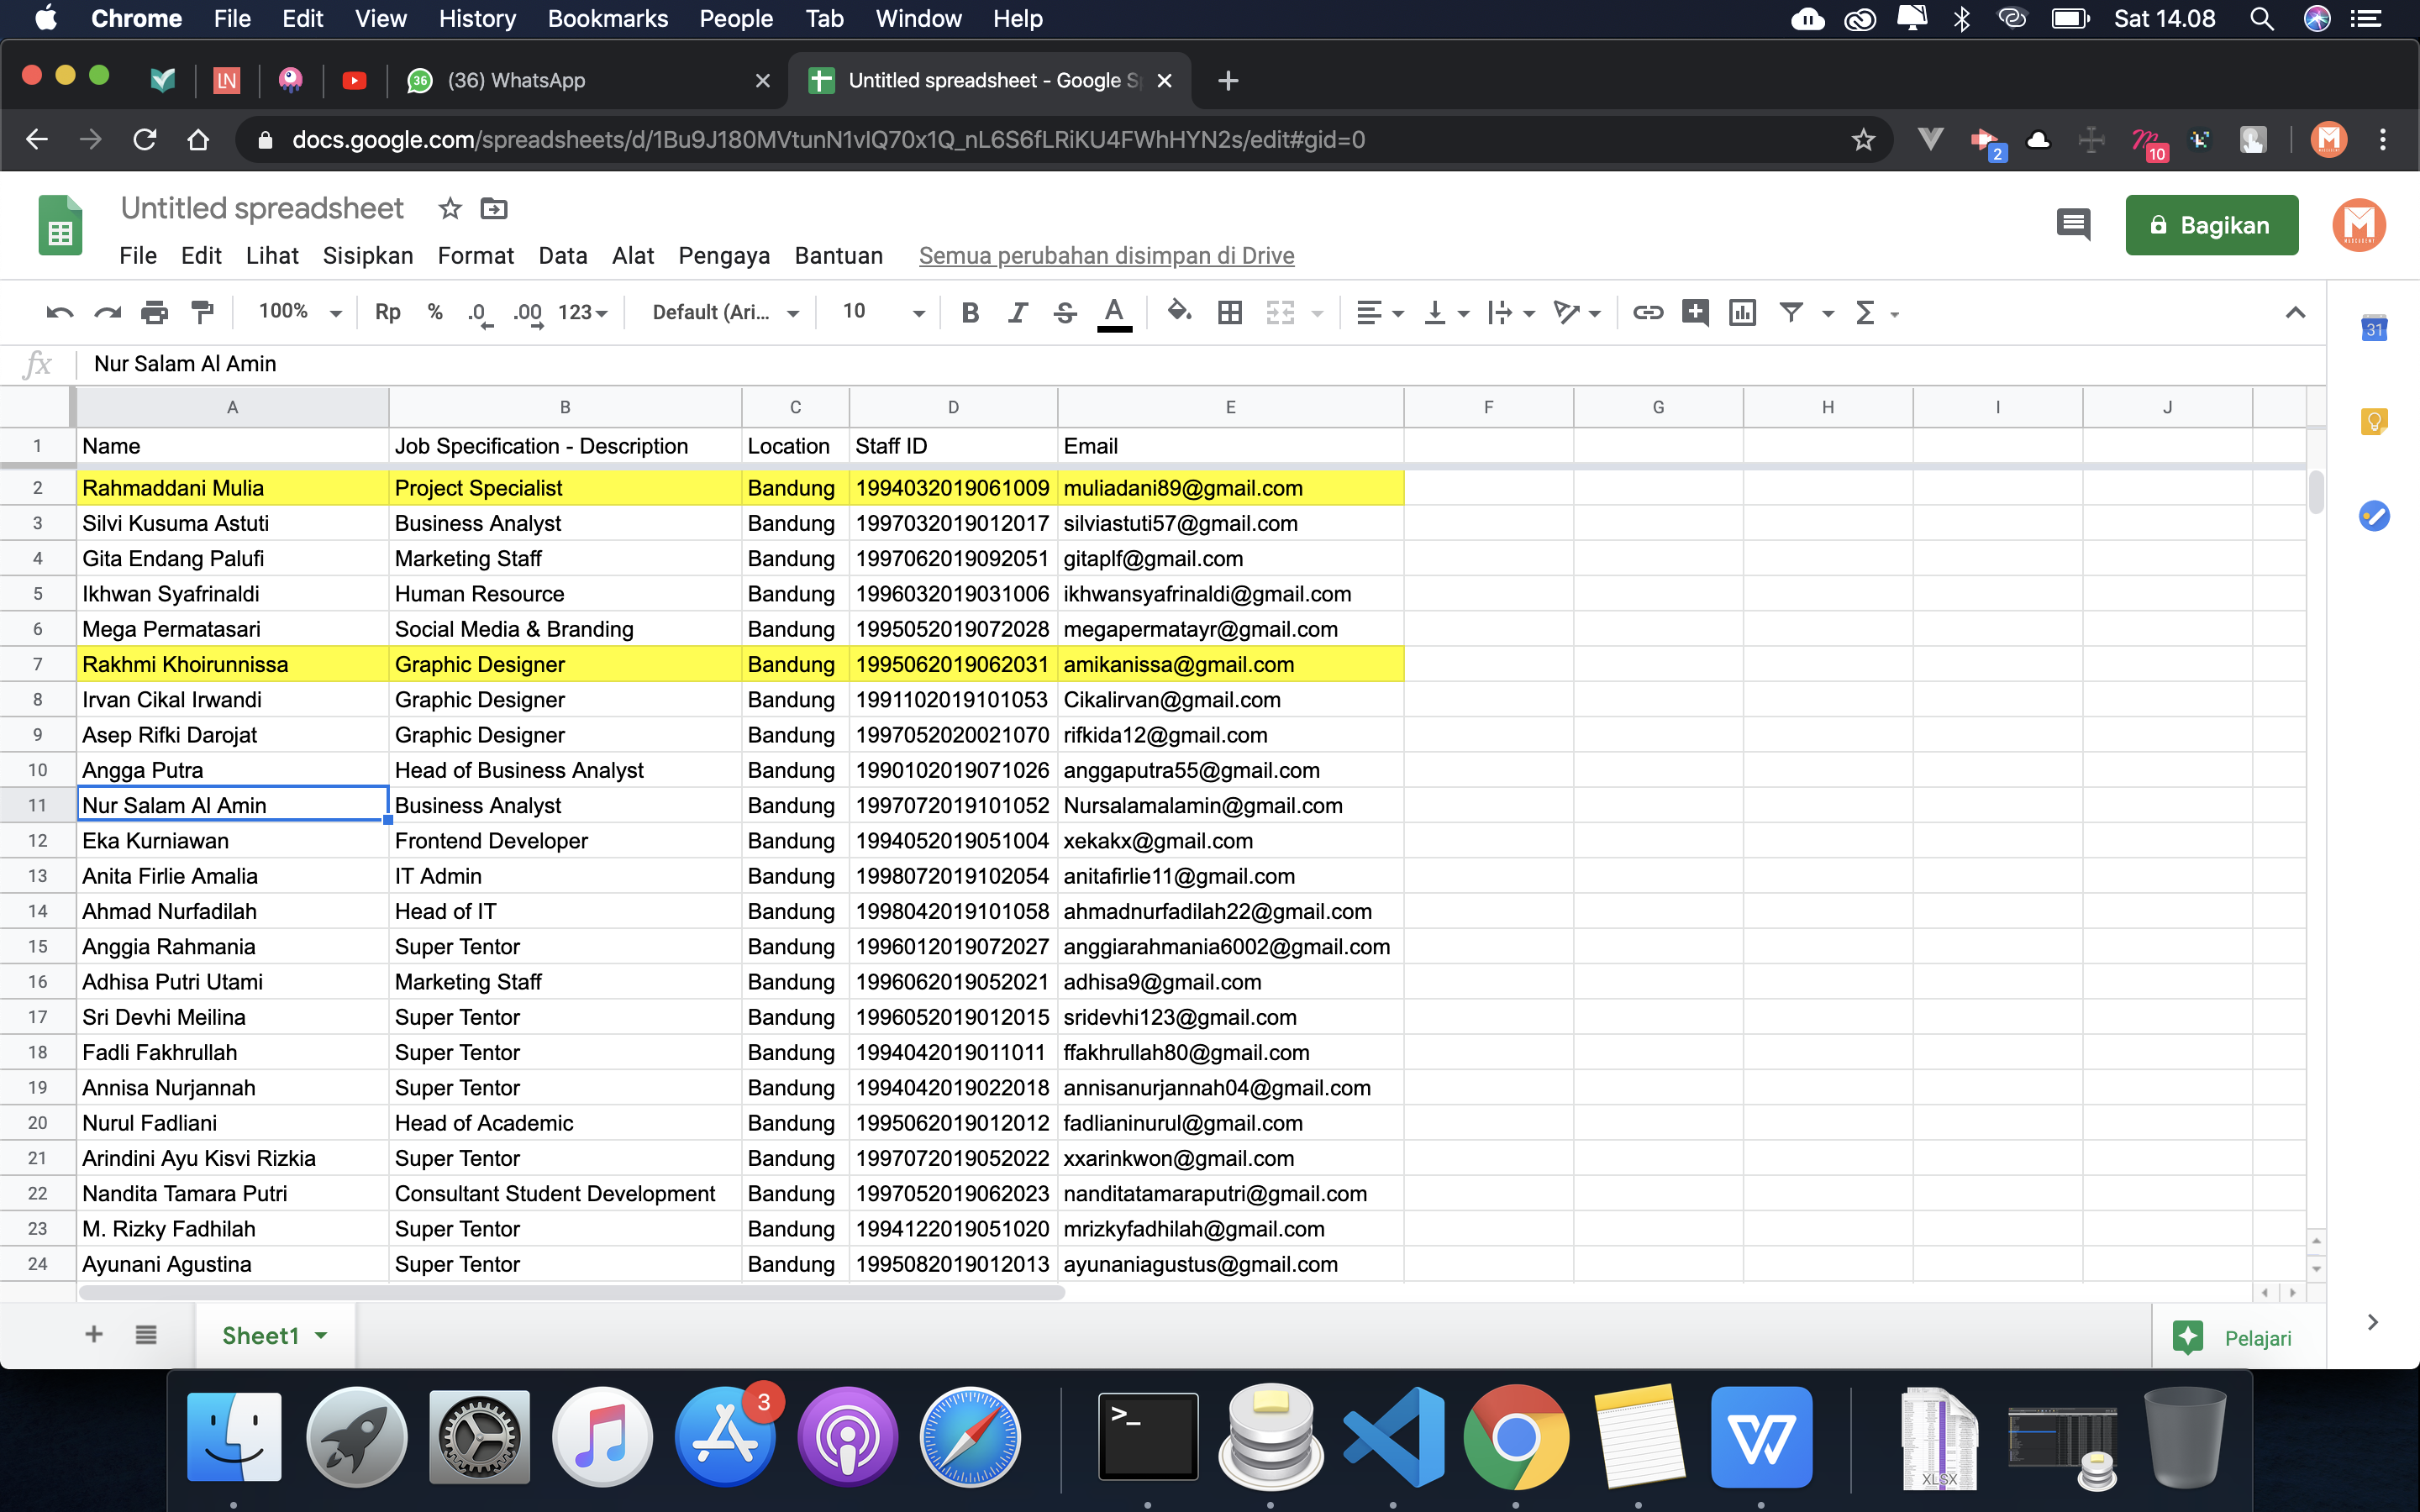 Chrome File Edit View History Bookmarks People Tab Window Help Sat 14.08
LN 36 (36) WhatsApp Untitled spreadsheet - Google S
docs.google.com/spreadsheets/d/1Bu9J180MVtunN1vIQ70x1Q_nL6S6fLRiKU4FWhHYN2s/edit#gid=0 2 10 M
Untitled spreadsheet
Bagikan M
File Edit Lihat Sisipkan Format Data Alat Pengaya Bantuan Semua perubahan disimpan di Drive
100% Rp % .0 .00 123 Default (Ari... 10 B I S A Σ
31
fx Nur Salam Al Amin
A B C D E F G H I J
1 Name Job Specification - Description Location Staff ID Email
2 Rahmaddani Mulia Project Specialist Bandung 1994032019061009 muliadani89@gmail.com
3 Silvi Kusuma Astuti Business Analyst Bandung 1997032019012017 silviastuti57@gmail.com
4 Gita Endang Palufi Marketing Staff Bandung 1997062019092051 gitaplf@gmail.com
5 Ikhwan Syafrinaldi Human Resource Bandung 1996032019031006 ikhwansyafrinaldi@gmail.com
6 Mega Permatasari Social Media & Branding Bandung 1995052019072028 megapermatayr@gmail.com
7 Rakhmi Khoirunnissa Graphic Designer Bandung 1995062019062031 amikanissa@gmail.com
8 Irvan Cikal Irwandi Graphic Designer Bandung 1991102019101053 Cikalirvan@gmail.com
9 Asep Rifki Darojat Graphic Designer Bandung 1997052020021070 rifkida12@gmail.com
10 Angga Putra Head of Business Analyst Bandung 1990102019071026 anggaputra55@gmail.com
11 Nur Salam Al Amin Business Analyst Bandung 1997072019101052 Nursalamalamin@gmail.com
12 Eka Kurniawan Frontend Developer Bandung 1994052019051004 xekakx@gmail.com
13 Anita Firlie Amalia IT Admin Bandung 1998072019102054 anitafirlie11@gmail.com
14 Ahmad Nurfadilah Head of IT Bandung 1998042019101058 ahmadnurfadilah22@gmail.com
15 Anggia Rahmania Super Tentor Bandung 1996012019072027 anggiarahmania6002@gmail.com
16 Adhisa Putri Utami Marketing Staff Bandung 1996062019052021 adhisa9@gmail.com
17 Sri Devhi Meilina Super Tentor Bandung 1996052019012015 sridevhi123@gmail.com
18 Fadli Fakhrullah Super Tentor Bandung 1994042019011011 ffakhrullah80@gmail.com
19 Annisa Nurjannah Super Tentor Bandung 1994042019022018 annisanurjannah04@gmail.com
20 Nurul Fadliani Head of Academic Bandung 1995062019012012 fadlianinurul@gmail.com
21 Arindini Ayu Kisvi Rizkia Super Tentor Bandung 1997072019052022 xxarinkwon@gmail.com
22 Nandita Tamara Putri Consultant Student Development Bandung 1997052019062023 nanditatamaraputri@gmail.com
23 M. Rizky Fadhilah Super Tentor Bandung 1994122019051020 mrizkyfadhilah@gmail.com
24 Ayunani Agustina Super Tentor Bandung 1995082019012013 ayunaniagustus@gmail.com
+ Sheet1 Pelajari
3 >_ W XLSX